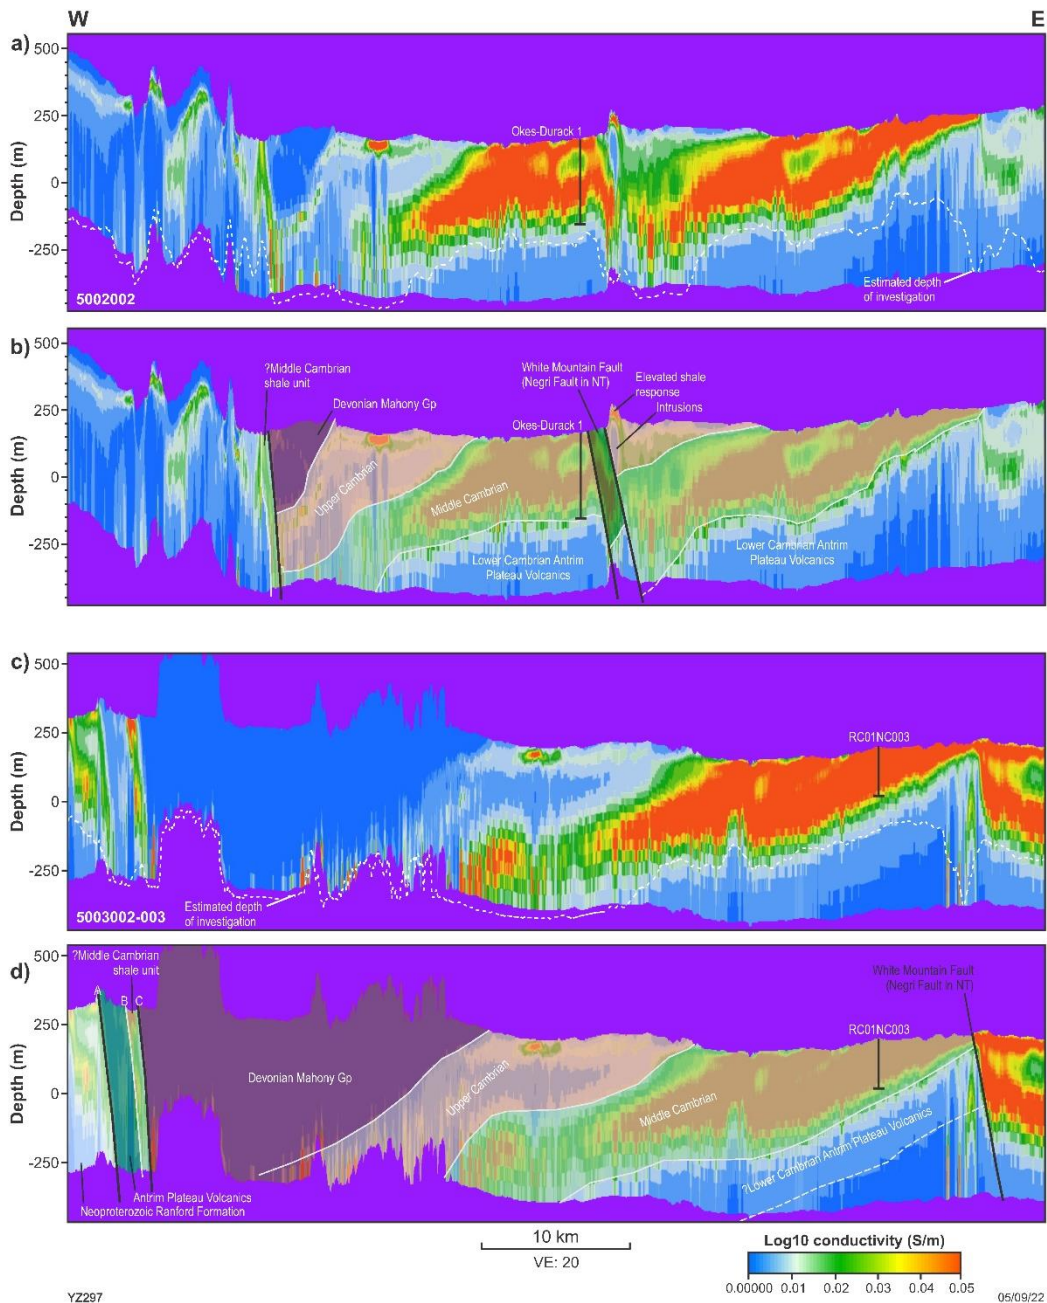 W
E
a)
500
250
0
-250
Depth (m)
Okes-Durack 1
Estimated depth
of investigation
5002002
b)
500
250
0
-250
Depth (m)
?Middle Cambrian
shale unit
Devonian Mahony Gp
White Mountain Fault
(Negri Fault in NT)
Elevated shale
response
Intrusions
Okes-Durack 1
Upper Cambrian
Middle Cambrian
Lower Cambrian Antrim
Plateau Volcanics
Lower Cambrian Antrim
Plateau Volcanics
c)
500
250
0
-250
Depth (m)
RC01NC003
Estimated depth
of investigation
5003002-003
d)
500
250
0
-250
Depth (m)
?Middle Cambrian
shale unit
A
B
C
White Mountain Fault
(Negri Fault in NT)
RC01NC003
Devonian Mahony Gp
Upper Cambrian
Middle Cambrian
?Lower Cambrian Antrim Plateau Volcanics
Antrim Plateau Volcanics
Neoproterozoic Ranford Formation
10 km
VE: 20
Log10 conductivity (S/m)
0.00000 0.01 0.02 0.03 0.04 0.05
YZ297
05/09/22